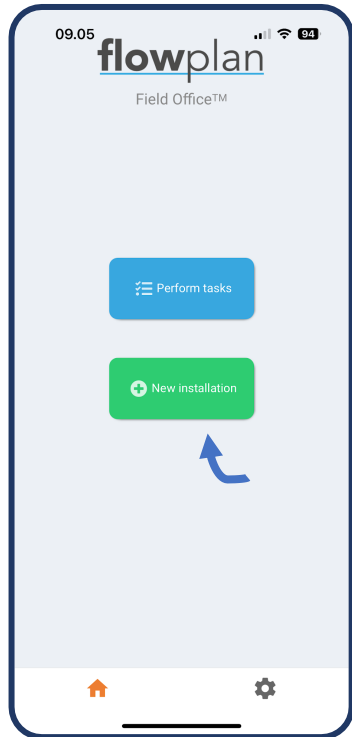 09.05
94
flowplan
Field Office™
Perform tasks
New installation